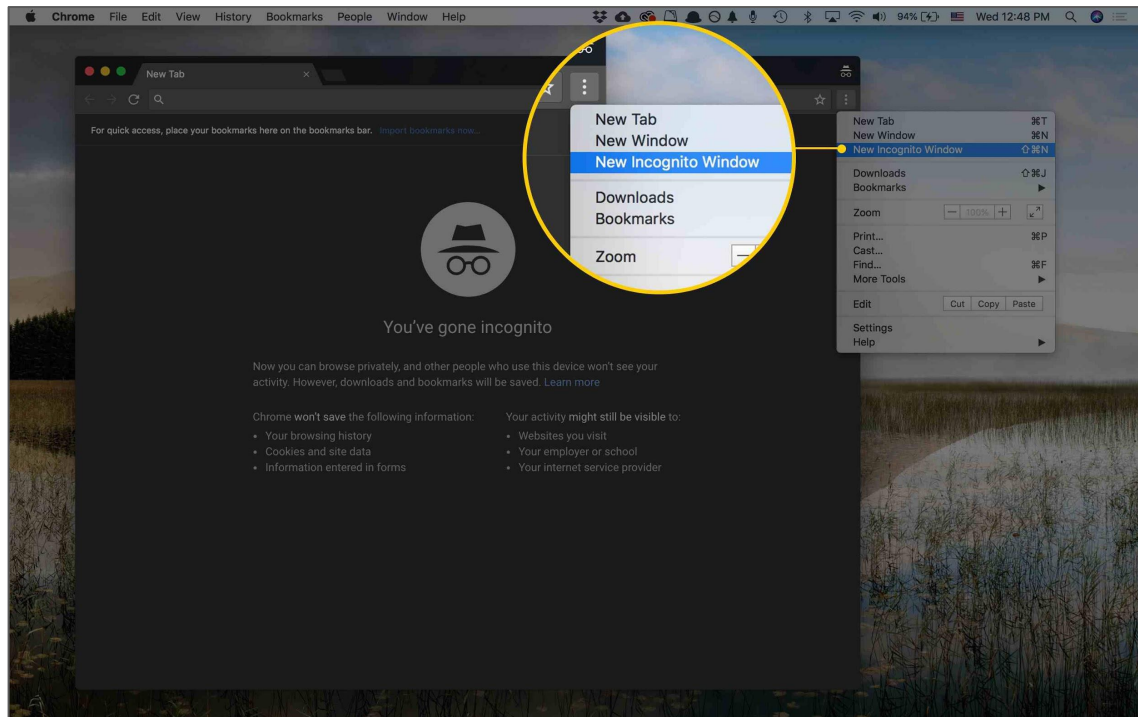 Chrome File Edit View History Bookmarks People Window Help 94% Wed 12:48 PM
New Tab ×
For quick access, place your bookmarks here on the bookmarks bar. Import bookmarks now...
New Tab
New Window
New Incognito Window
Downloads
Bookmarks
Zoom
New Tab ⌘T
New Window ⌘N
New Incognito Window ⇧⌘N
Downloads ⇧⌘J
Bookmarks ▶
Zoom − 100% +
Print... ⌘P
Cast...
Find... ⌘F
More Tools ▶
Edit Cut Copy Paste
Settings
Help ▶
You've gone incognito
Now you can browse privately, and other people who use this device won't see your
activity. However, downloads and bookmarks will be saved. Learn more
Chrome won't save the following information:
• Your browsing history
• Cookies and site data
• Information entered in forms
Your activity might still be visible to:
• Websites you visit
• Your employer or school
• Your internet service provider